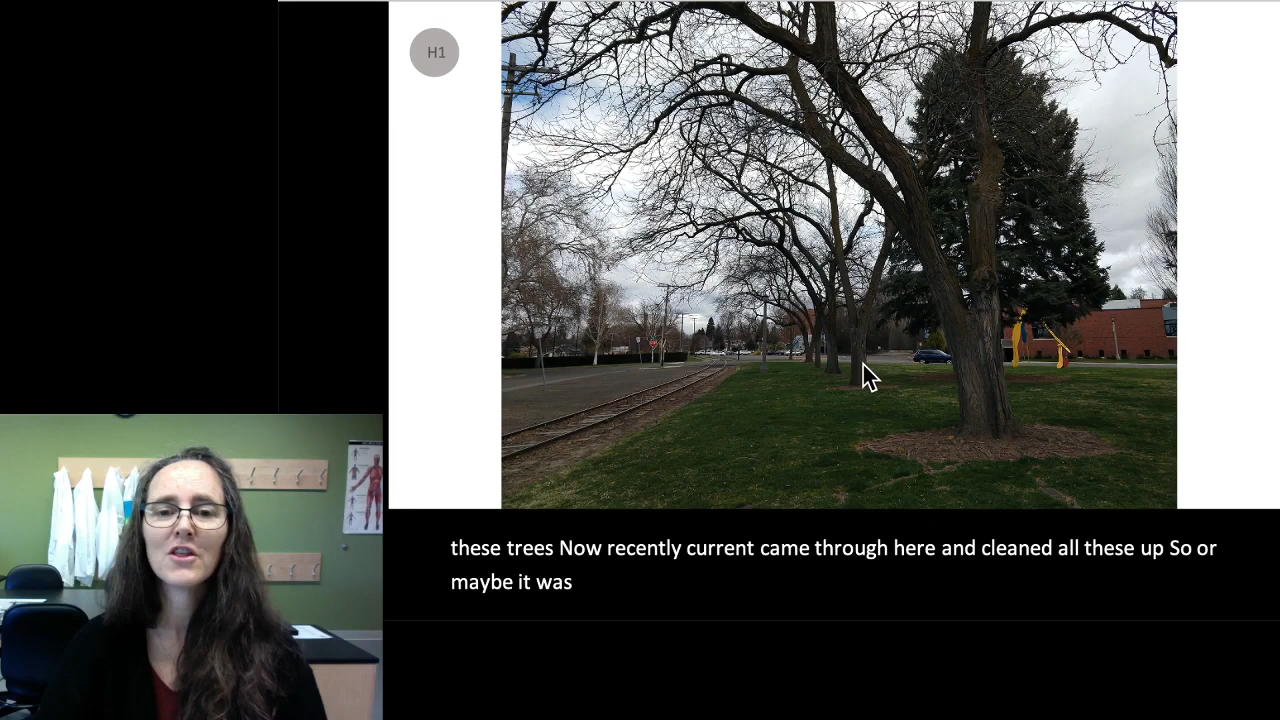 H1
these trees Now recently current came through here and cleaned all these up So or
maybe it was